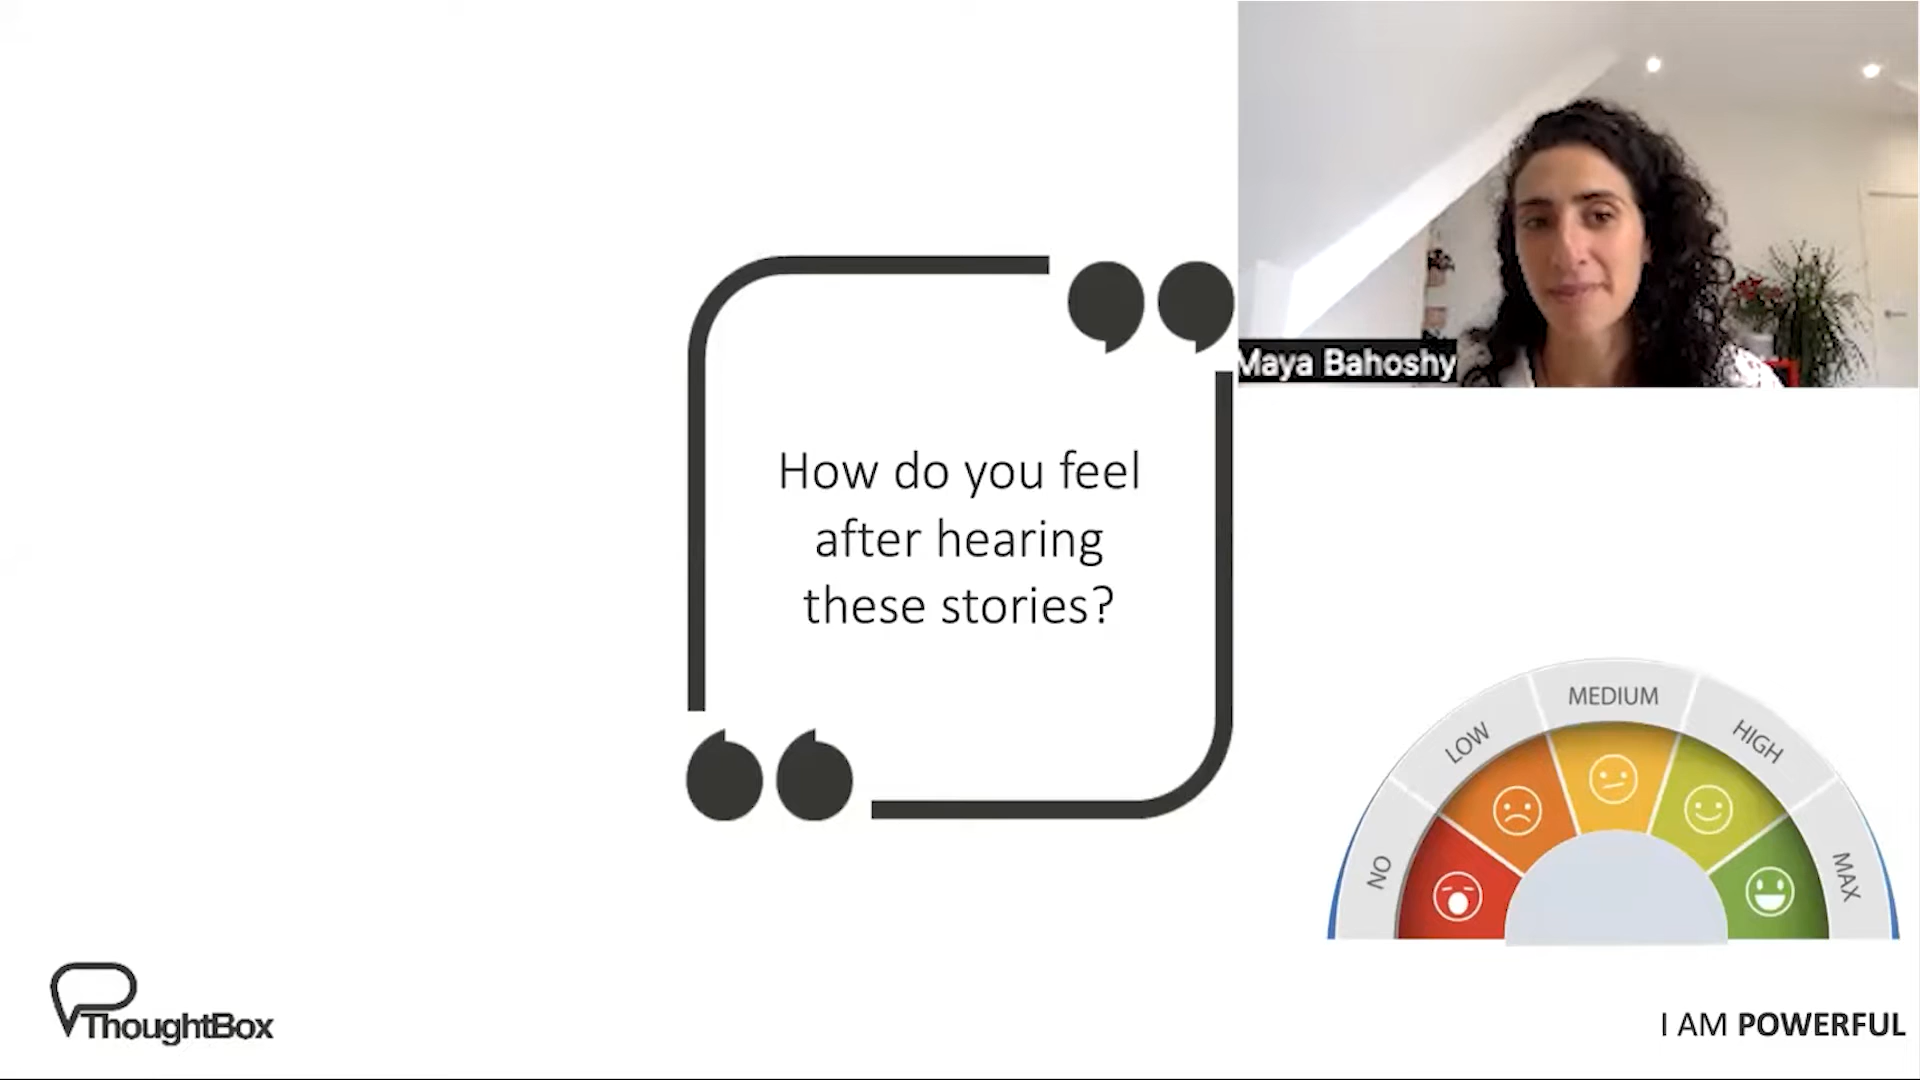 Maya Bahoshy
How do you feel
after hearing
these stories?
NO
LOW
MEDIUM
HIGH
MAX
ThoughtBox
I AM POWERFUL